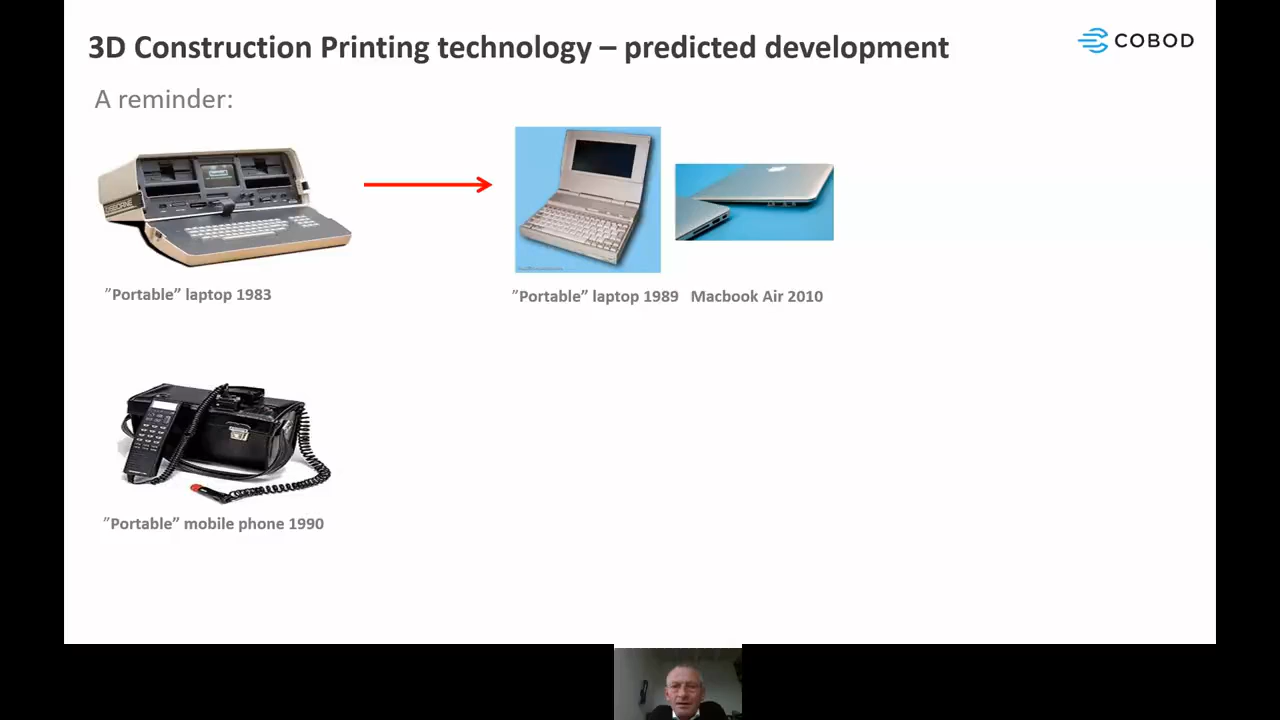 3D Construction Printing technology – predicted development
COBOD
A reminder:
OSBORNE
”Portable” laptop 1983
”Portable” laptop 1989
Macbook Air 2010
”Portable” mobile phone 1990